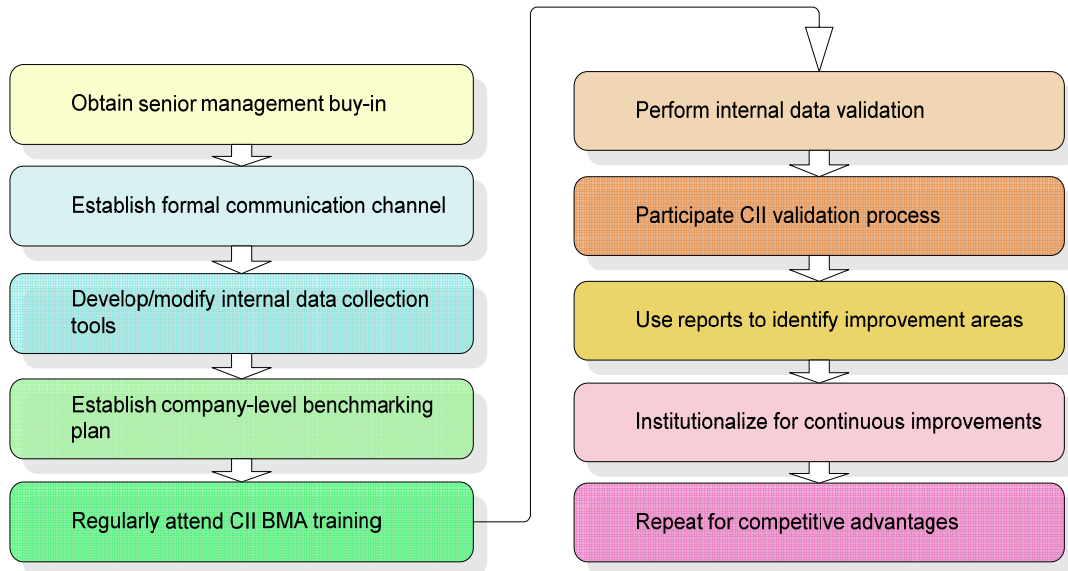 Obtain senior management buy-in
Establish formal communication channel
Develop/modify internal data collection
tools
Establish company-level benchmarking
plan
Regularly attend CII BMA training
Perform internal data validation
Participate CII validation process
Use reports to identify improvement areas
Institutionalize for continuous improvements
Repeat for competitive advantages